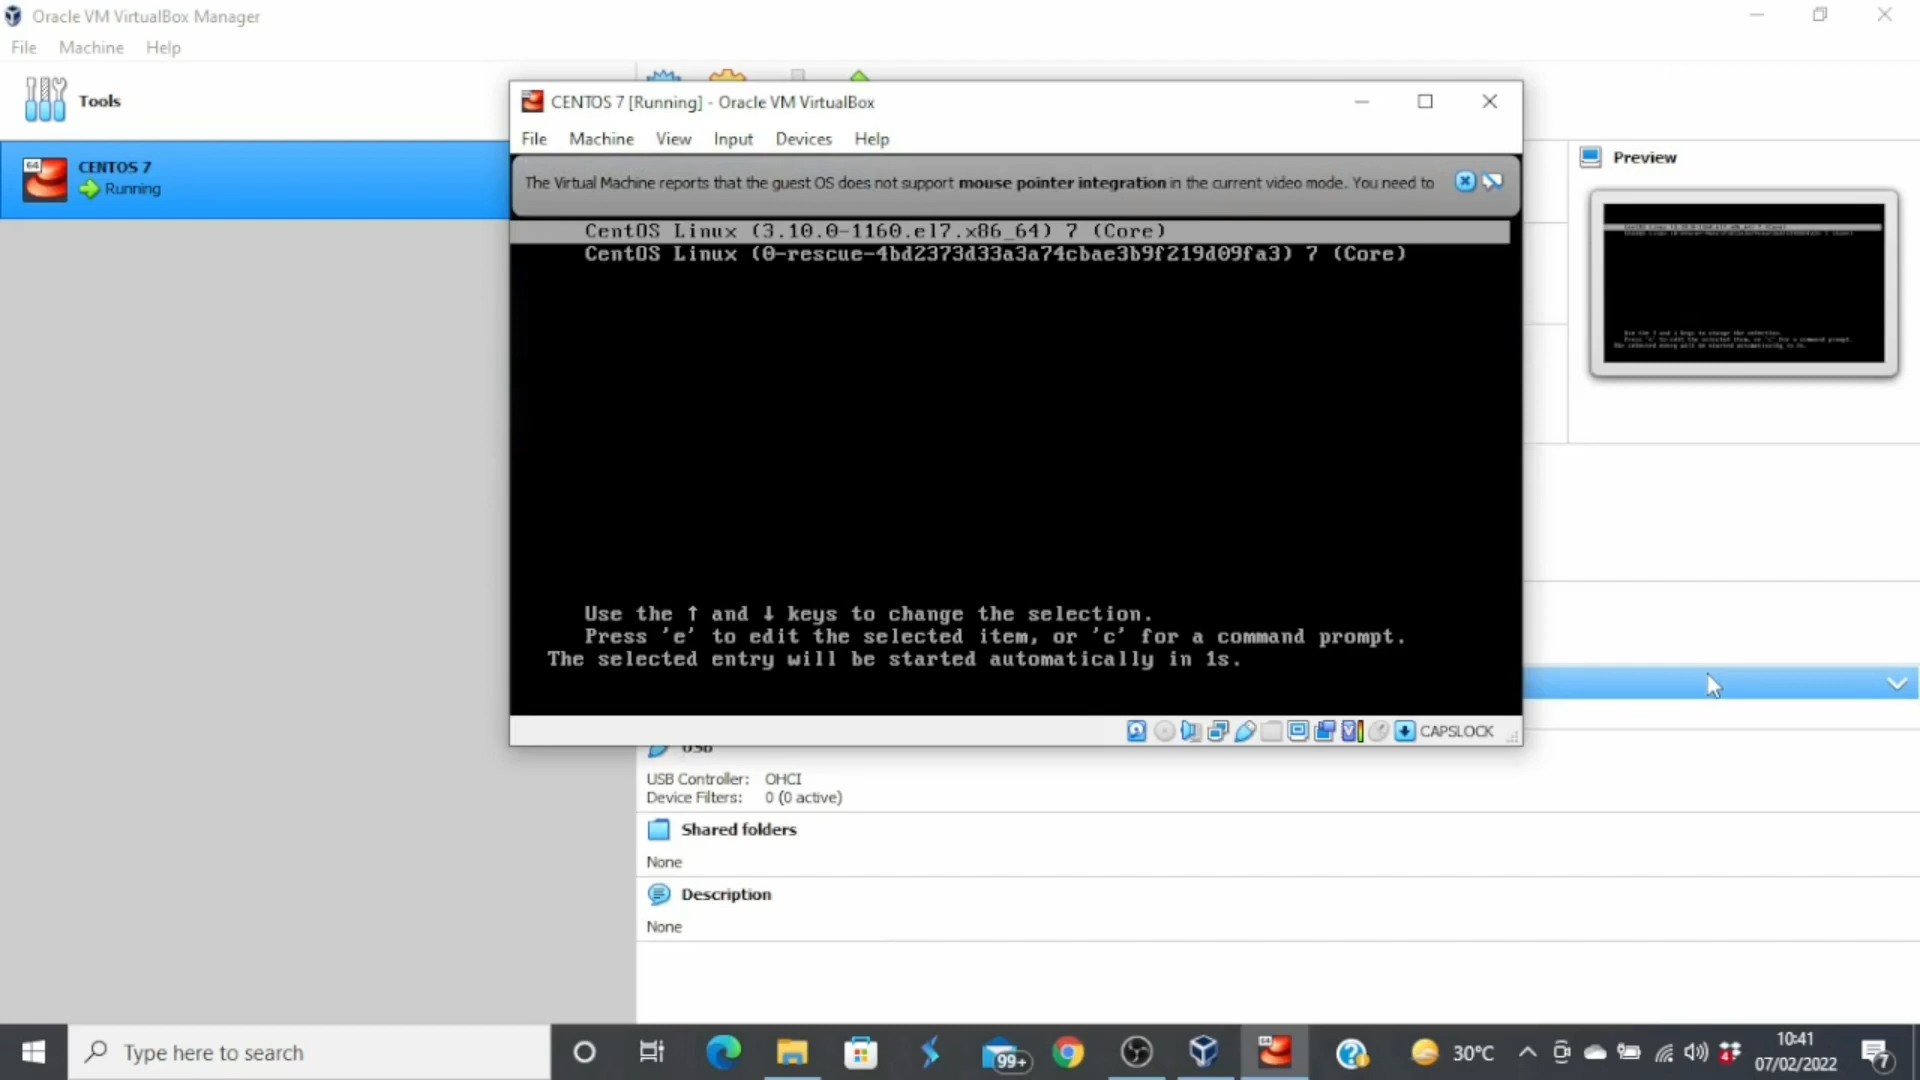 Oracle VM VirtualBox Manager
File Machine Help
Tools
CENTOS 7
Running
64
CENTOS 7 [Running] - Oracle VM VirtualBox
File Machine View Input Devices Help
The Virtual Machine reports that the guest OS does not support mouse pointer integration in the current video mode. You need to
CentOS Linux (3.10.0-1160.el7.x86_64) 7 (Core)
CentOS Linux (0-rescue-4bd2373d33a3a74cbae3b9f219d09fa3) 7 (Core)
Use the ↑ and ↓ keys to change the selection.
Press 'e' to edit the selected item, or 'c' for a command prompt.
The selected entry will be started automatically in 1s.
CAPSLOCK
Preview
USB
USB Controller: OHCI
Device Filters: 0 (0 active)
Shared folders
None
Description
None
Type here to search
99+
64
30°C
10:41
07/02/2022
7